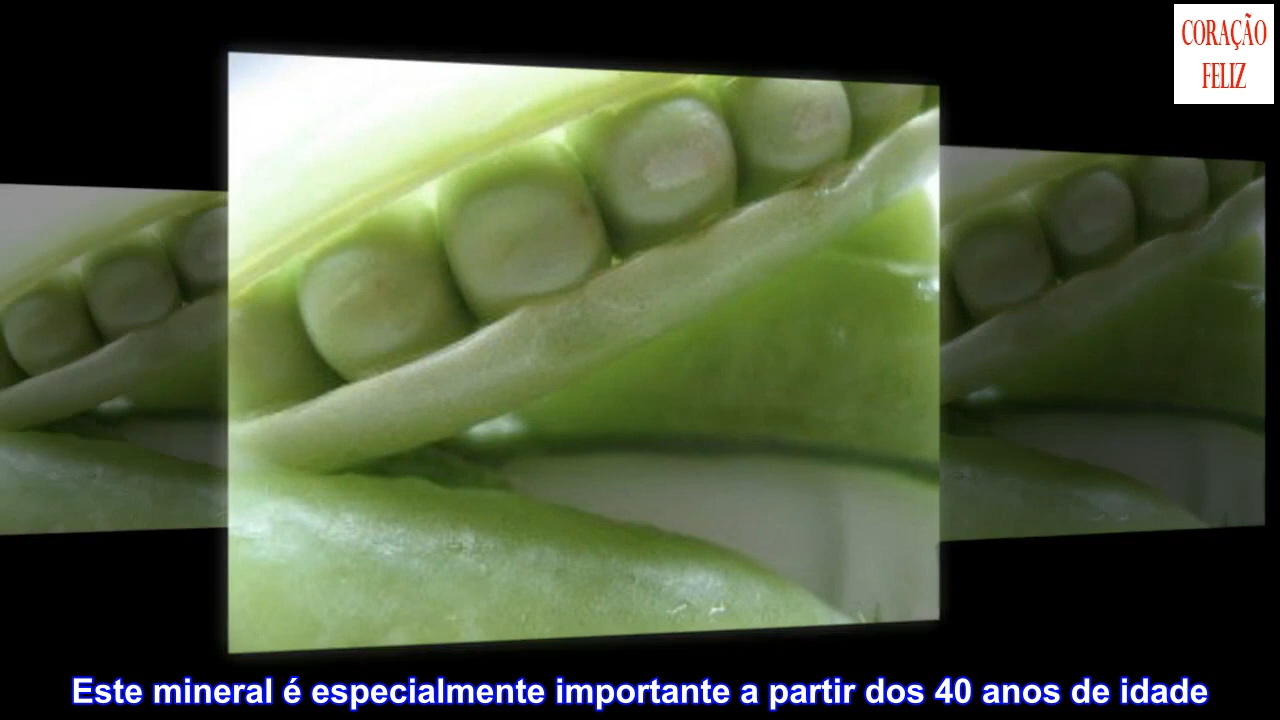 CORAÇÃO
FELIZ
Este mineral é especialmente importante a partir dos 40 anos de idade